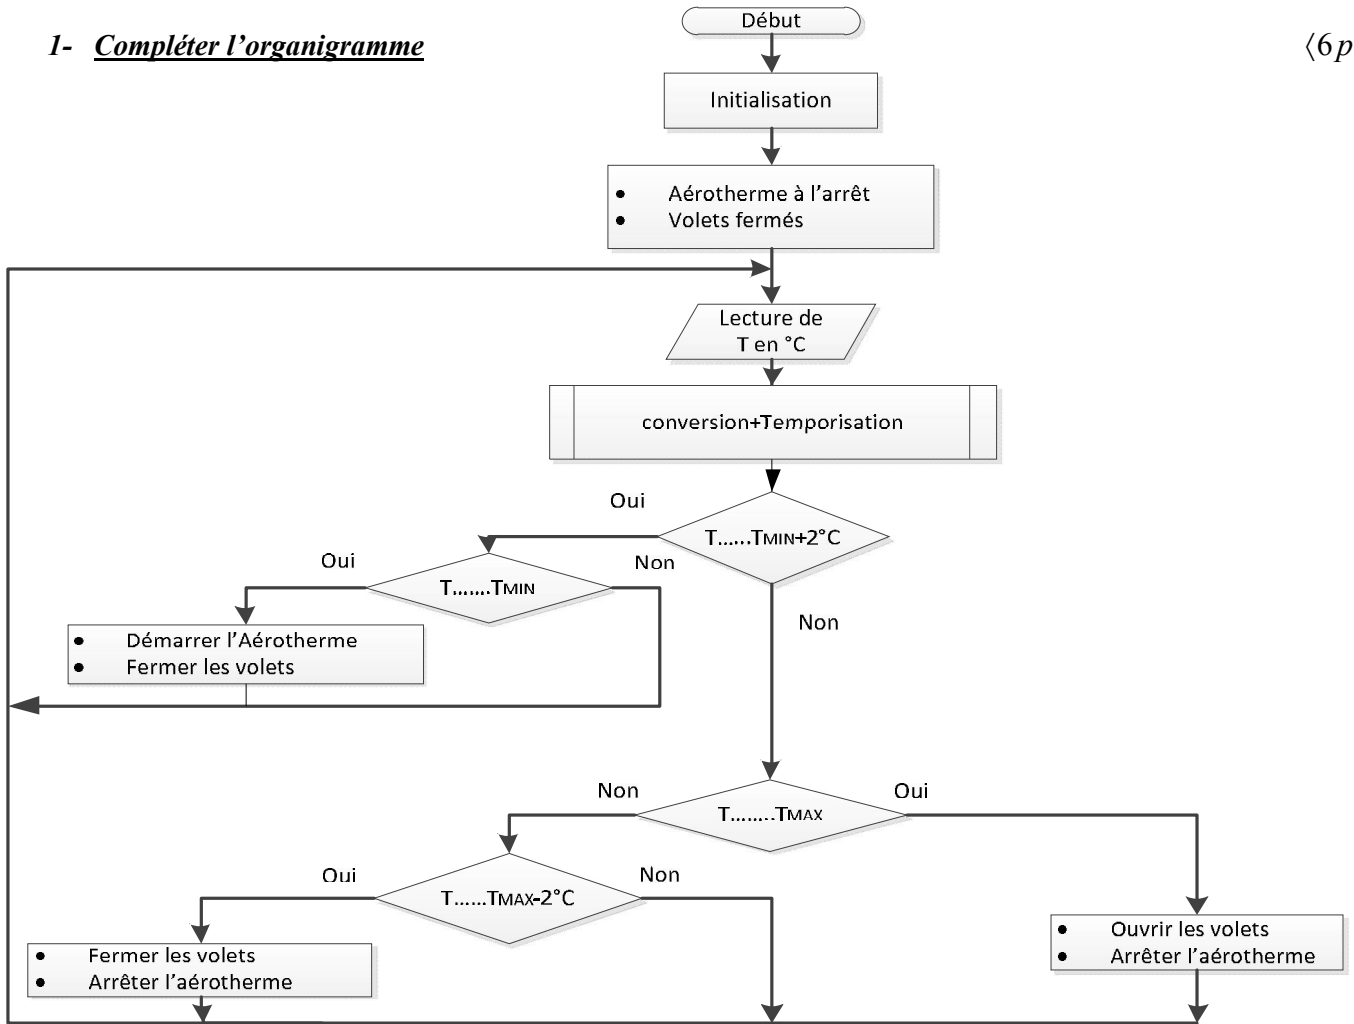 Début
1- Compléter l’organigramme ⟨6p
Initialisation
• Aérotherme à l’arrêt
• Volets fermés
Lecture de
T en °C
conversion+Temporisation
Oui
T......TMIN+2°C
Oui
Non
T.......TMIN
Non
• Démarrer l’Aérotherme
• Fermer les volets
Non
Oui
T........TMAX
Oui
Non
T......TMAX-2°C
• Ouvrir les volets
• Arrêter l’aérotherme
• Fermer les volets
• Arrêter l’aérotherme